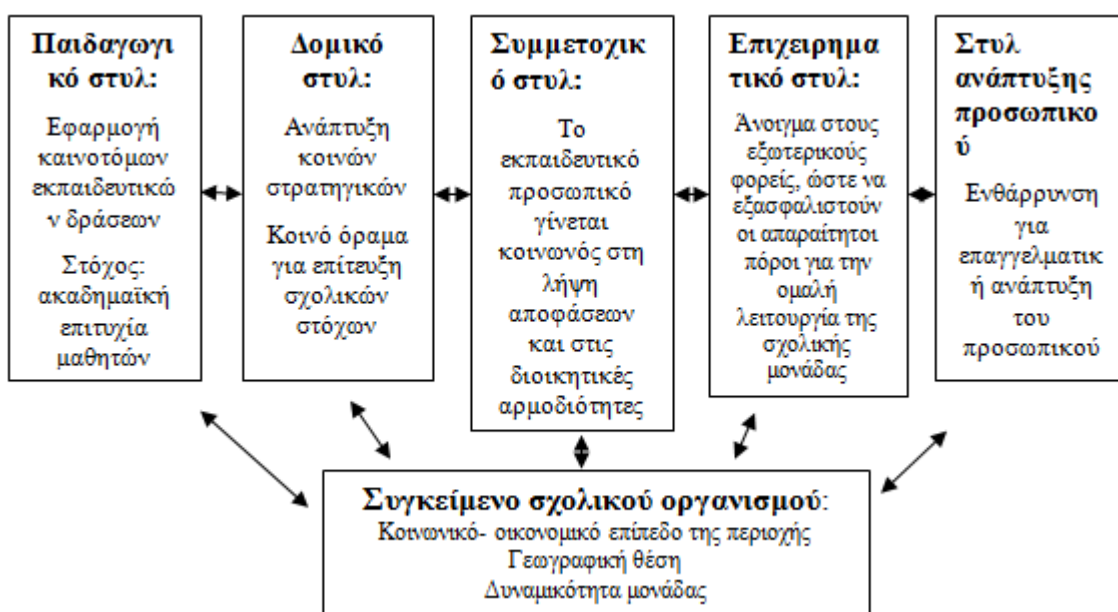 Παιδαγωγι
κό στυλ:
Εφαρμογή
καινοτόμων
εκπαιδευτικώ
ν δράσεων
Στόχος:
ακαδημαϊκή
επιτυχία
μαθητών
Δομικό
στυλ:
Ανάπτυξη
κοινών
στρατηγικών
Κοινό όραμα
για επίτευξη
σχολικών
στόχων
Συμμετοχικ
ό στυλ:
Το
εκπαιδευτικό
προσωπικό
γίνεται
κοινωνός στη
λήψη
αποφάσεων
και στις
διοικητικές
αρμοδιότητες
Επιχειρημα
τικό στυλ:
Άνοιγμα στους
εξωτερικούς
φορείς, ώστε να
εξασφαλιστούν
οι απαραίτητοι
πόροι για την
ομαλή
λειτουργία της
σχολικής
μονάδας
Στυλ
ανάπτυξης
προσωπικο
ύ
Ενθάρρυνση
για
επαγγελματικ
ή ανάπτυξη
του
προσωπικού
Συγκείμενο σχολικού οργανισμού:
Κοινωνικό- οικονομικό επίπεδο της περιοχής
Γεωγραφική θέση
Δυναμικότητα μονάδας